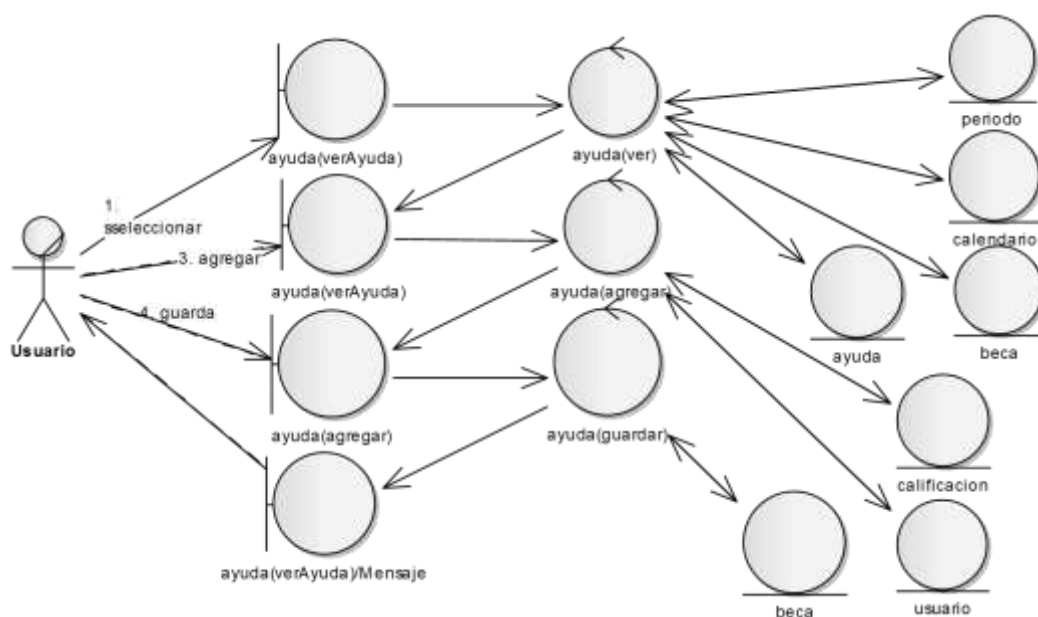 periodo
ayuda(verAyuda)
ayuda(ver)
1.
sseleccionar
calendario
3. agregar
ayuda(verAyuda)
ayuda(agregar)
4. guarda
Usuario
ayuda
beca
ayuda(agregar)
ayuda(guardar)
calificacion
ayuda(verAyuda)/Mensaje
beca
usuario